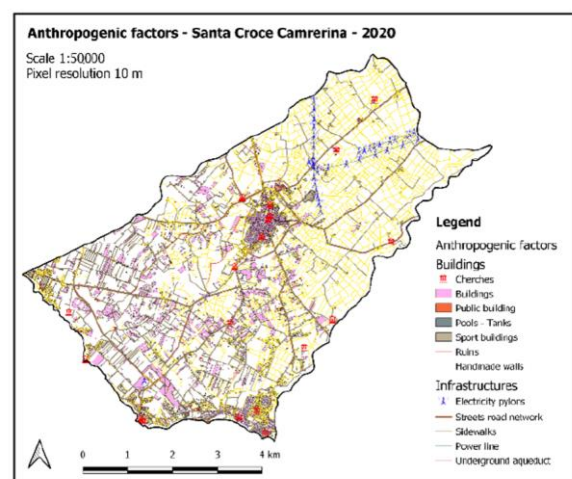 Anthropogenic factors - Santa Croce Camrerina - 2020
Scale 1:50000
Pixel resolution 10 m
Legend
Anthropogenic factors
Buildings
Cherches
Buildings
Public building
Pools - Tanks
Sport buildings
Ruins
Handmade walls
Infrastructures
Electricity pylons
Streets road network
Sidewalks
Power line
Underground aqueduct
0 1 2 3 4 km